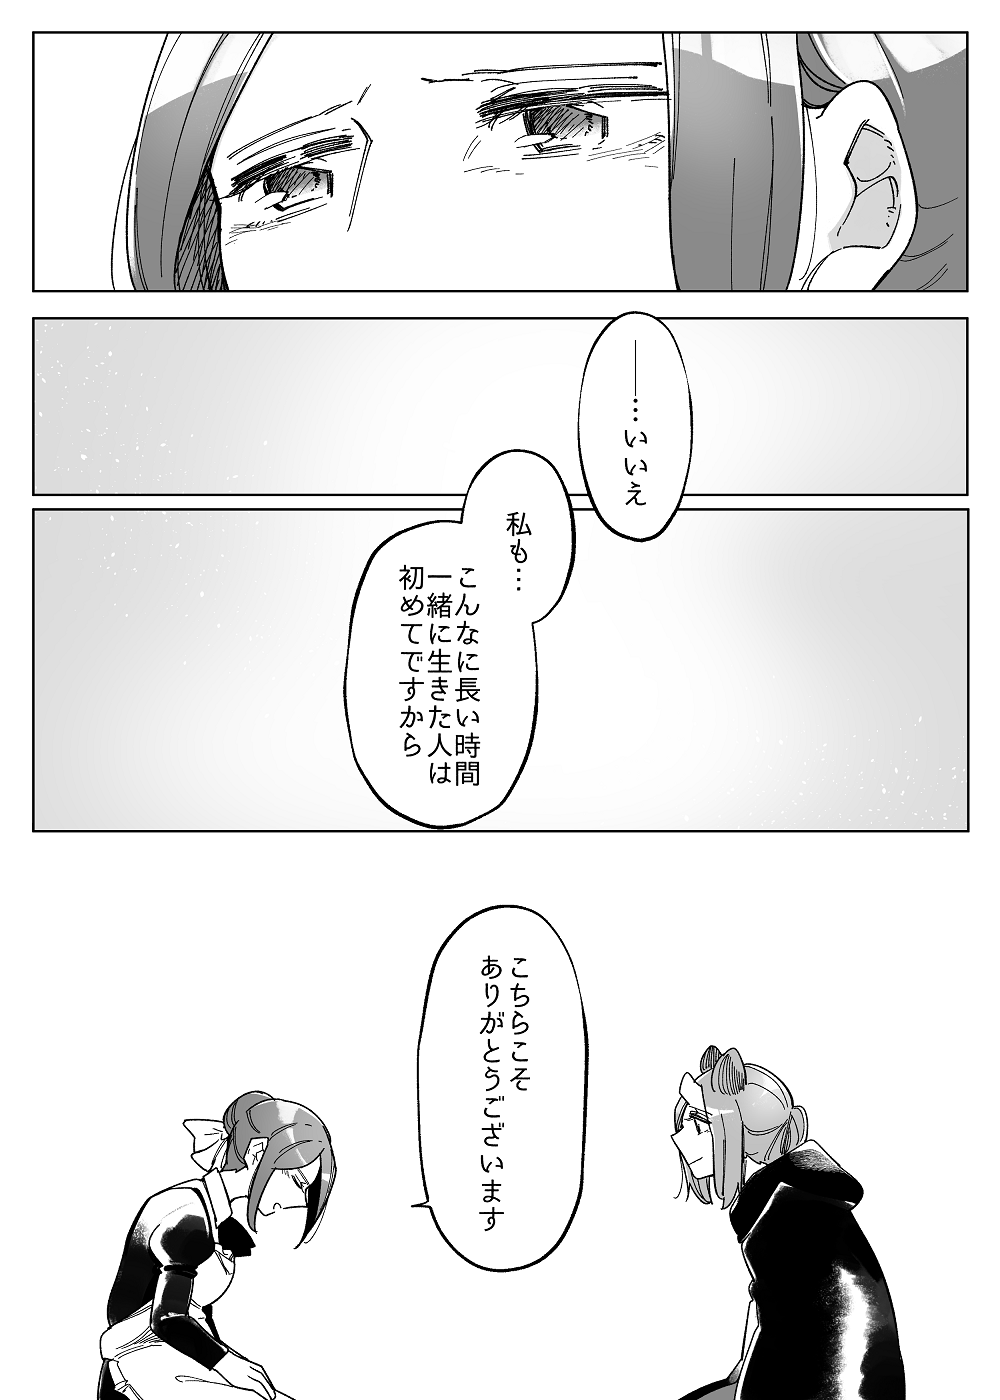 ――…いいえ
私も…
こんなに長い時間
一緒に生きた人は
初めてですから
こちらこそ
ありがとうございます